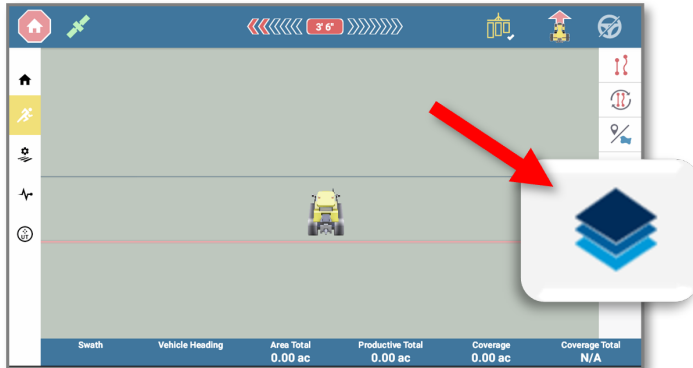 3' 6"
UT
Swath
Vehicle Heading
Area Total
0.00 ac
Productive Total
0.00 ac
Coverage
0.00 ac
Coverage Total
N/A